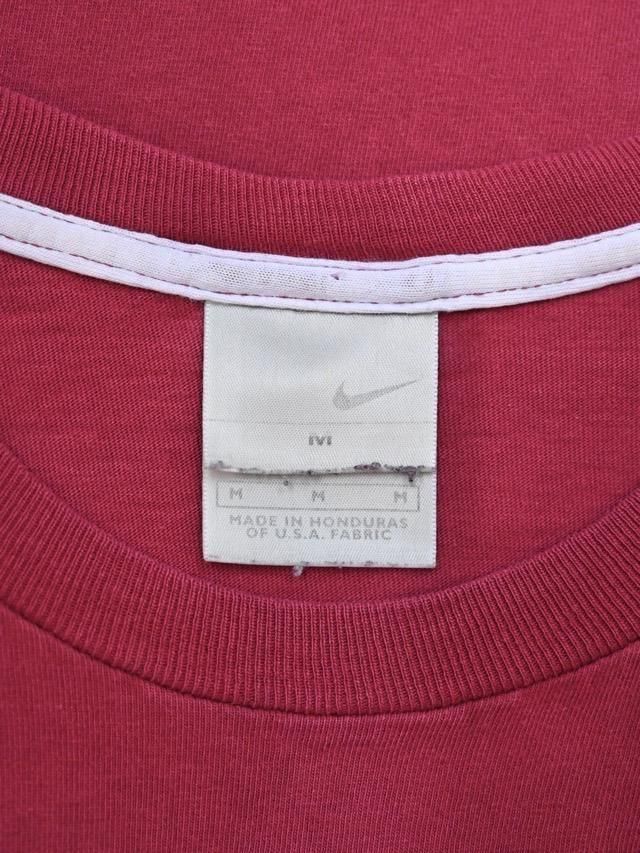 M
M M M
MADE IN HONDURAS
OF U.S.A. FABRIC